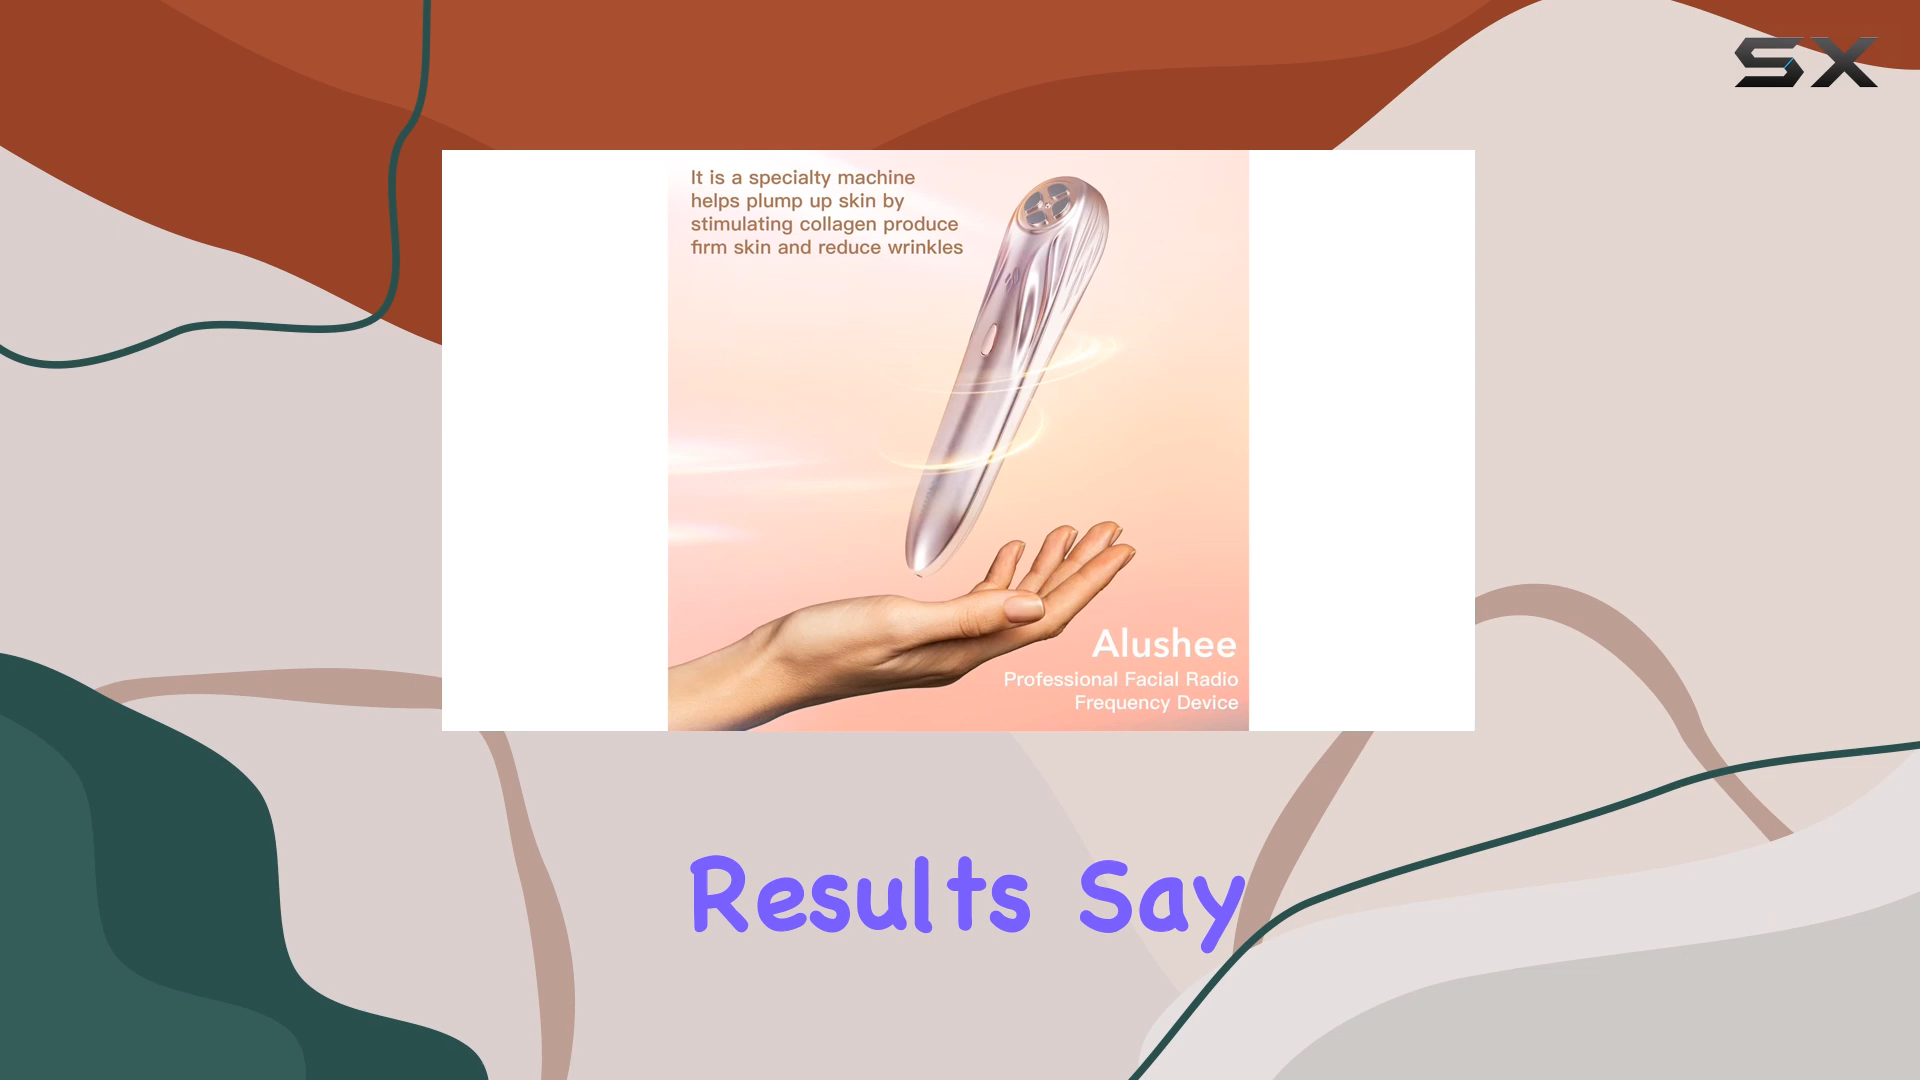 SX
It is a specialty machine
helps plump up skin by
stimulating collagen produce
firm skin and reduce wrinkles
Alushee
Professional Facial Radio
Frequency Device
Results Say